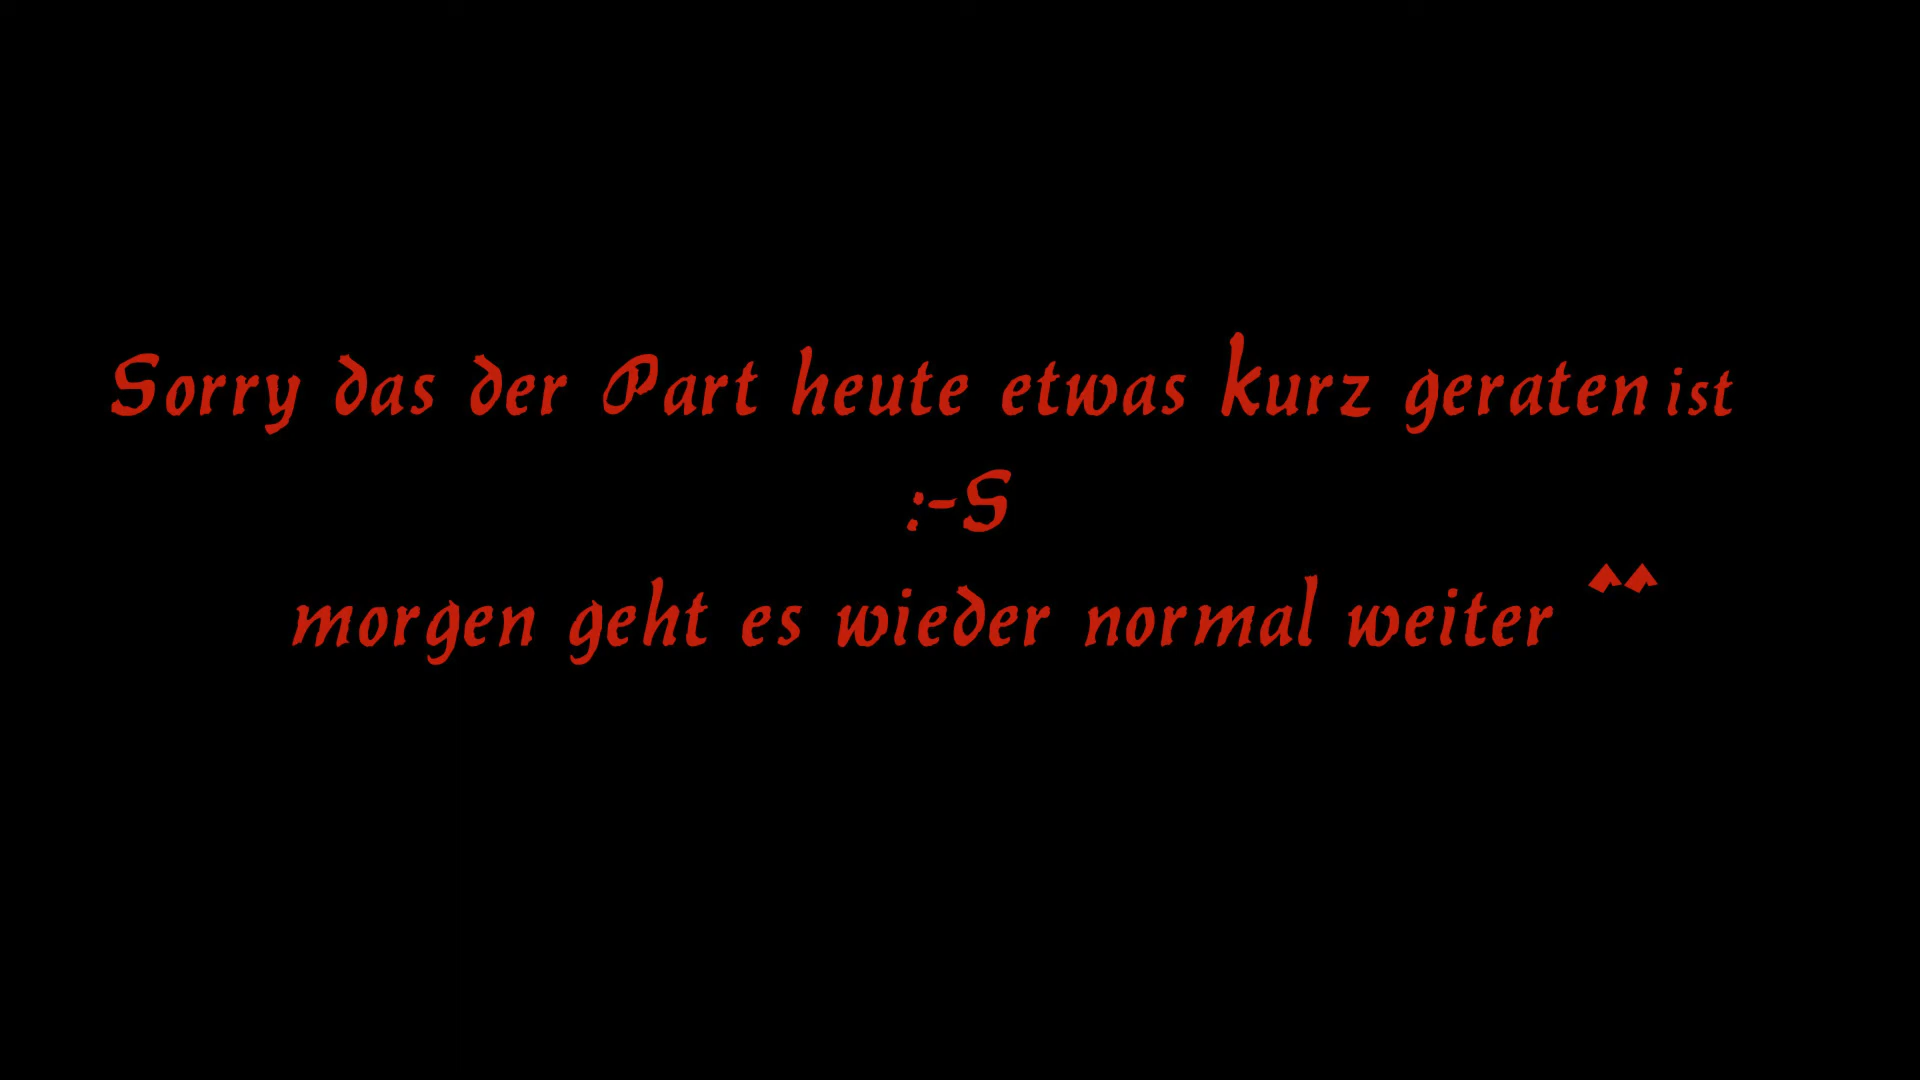 Sorry das der Part heute etwas kurz geraten ist
:-S
morgen geht es wieder normal weiter ^^